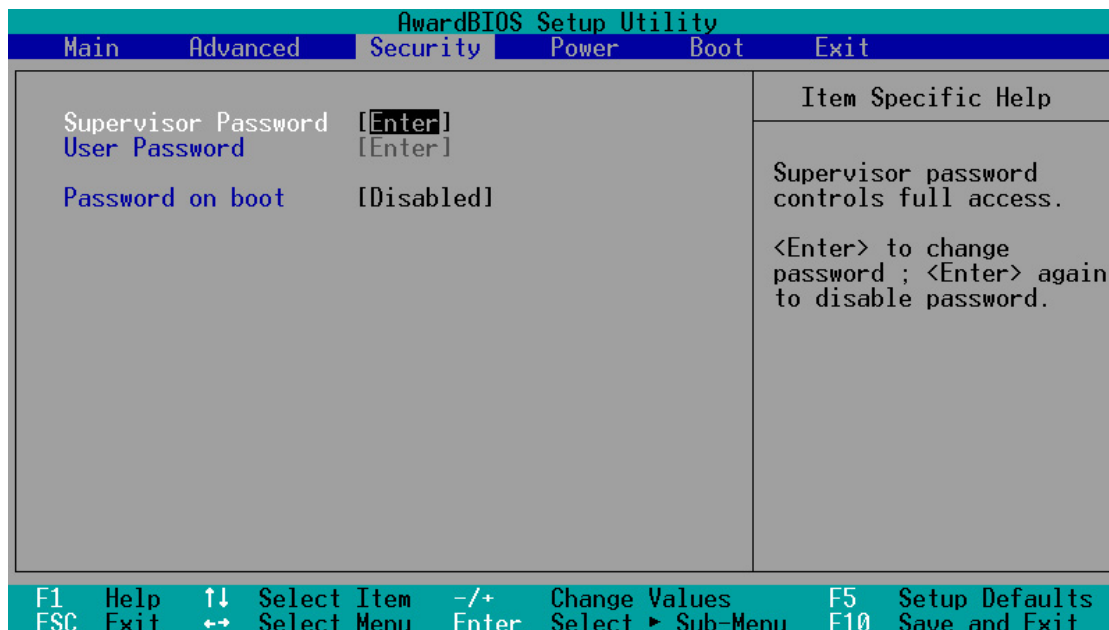 AwardBIOS Setup Utility
Main Advanced Security Power Boot Exit
Item Specific Help
Supervisor Password [Enter]
User Password [Enter]
Password on boot [Disabled]
Supervisor password
controls full access.
<Enter> to change
password ; <Enter> again
to disable password.
F1 Help ↑↓ Select Item -/+ Change Values F5 Setup Defaults
ESC Exit ←→ Select Menu Enter Select ► Sub-Menu F10 Save and Exit